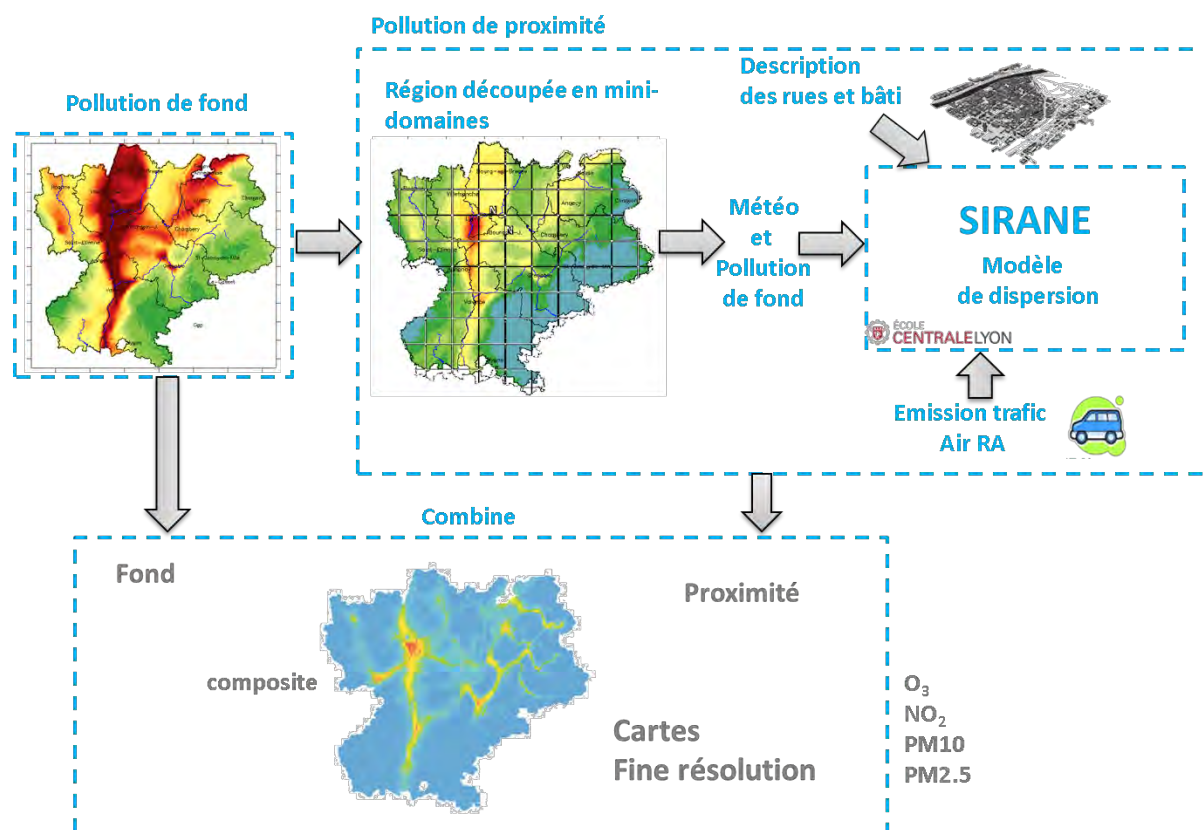 Pollution de proximité
Pollution de fond
Région découpée en mini-
domaines
Description
des rues et bâti
Météo
et
Pollution
de fond
SIRANE
Modèle
de dispersion
ÉCOLE
CENTRALELYON
Emission trafic
Air RA
Combine
Fond
Proximité
composite
Cartes
Fine résolution
O₃
NO₂
PM10
PM2.5